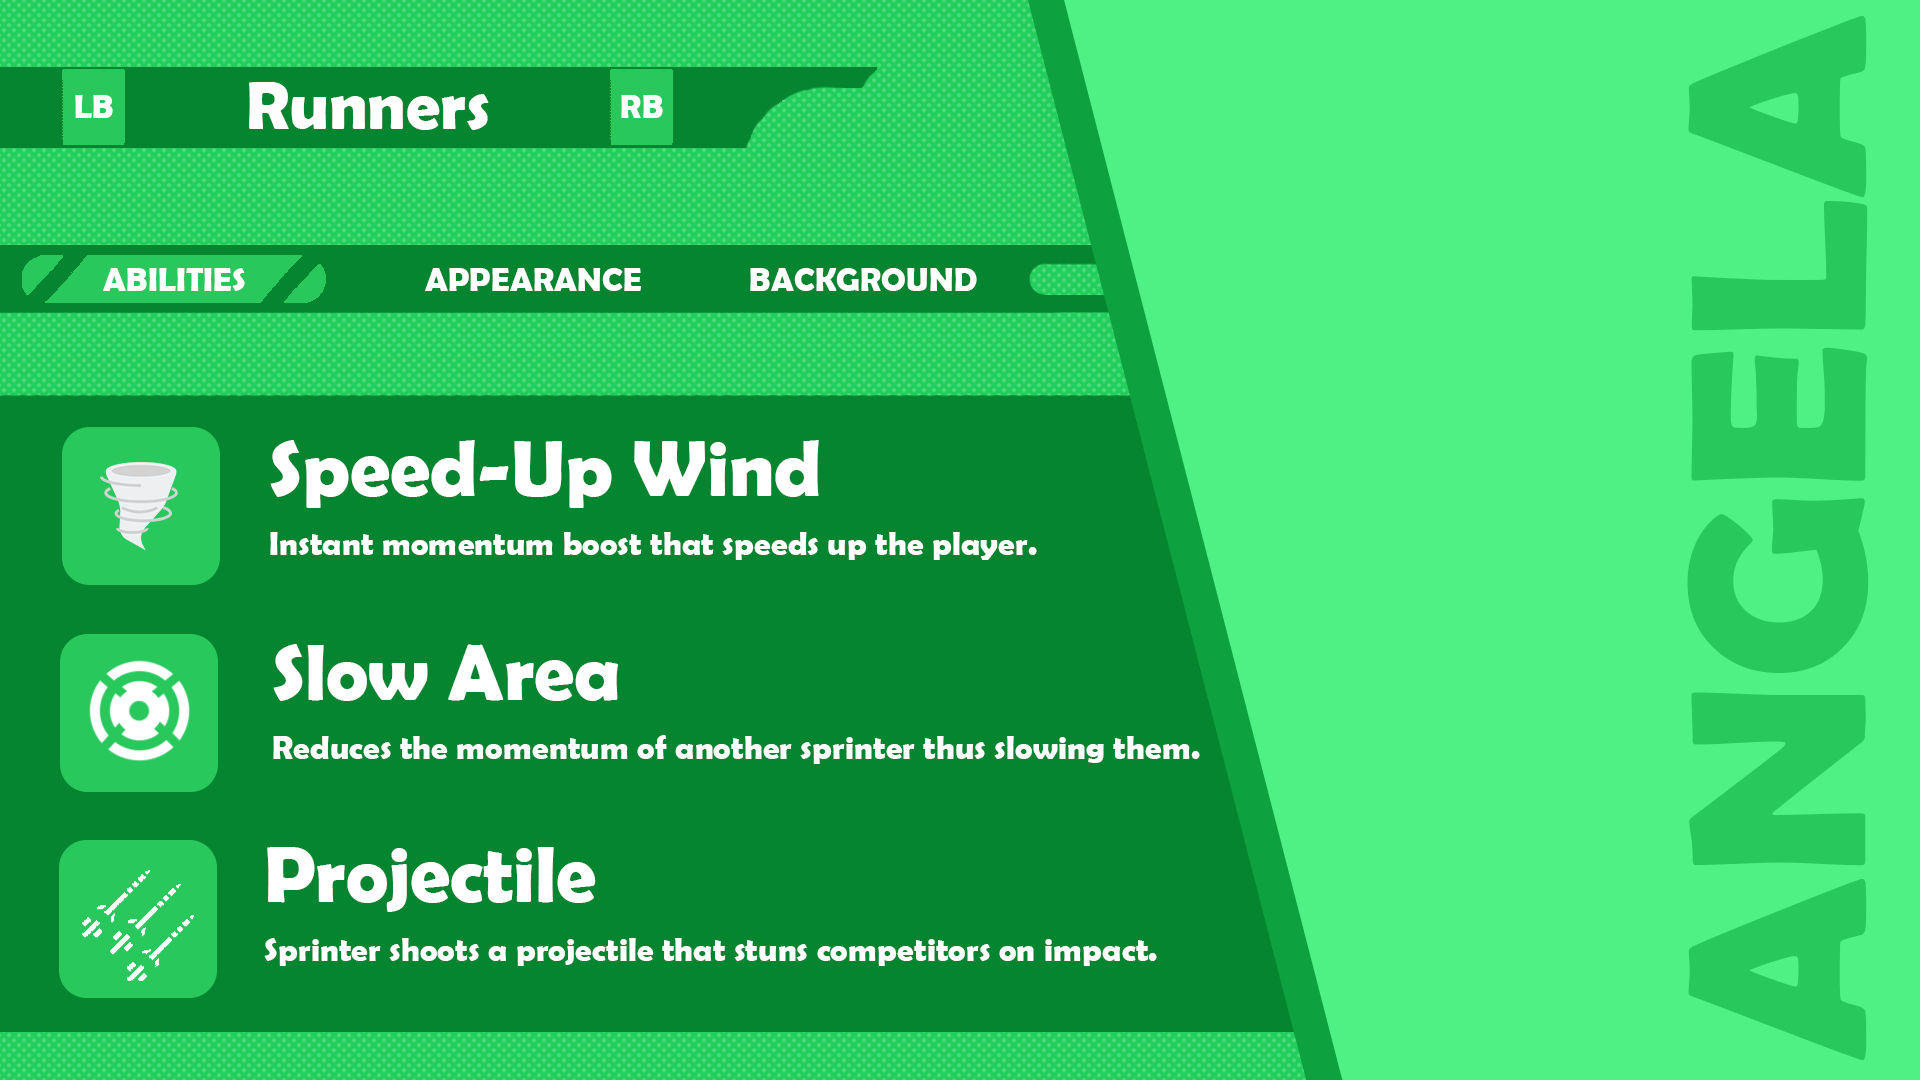 LB
Runners
RB
ABILITIES
APPEARANCE
BACKGROUND
Speed-Up Wind
Instant momentum boost that speeds up the player.
Slow Area
Reduces the momentum of another sprinter thus slowing them.
Projectile
Sprinter shoots a projectile that stuns competitors on impact.
ANGELA